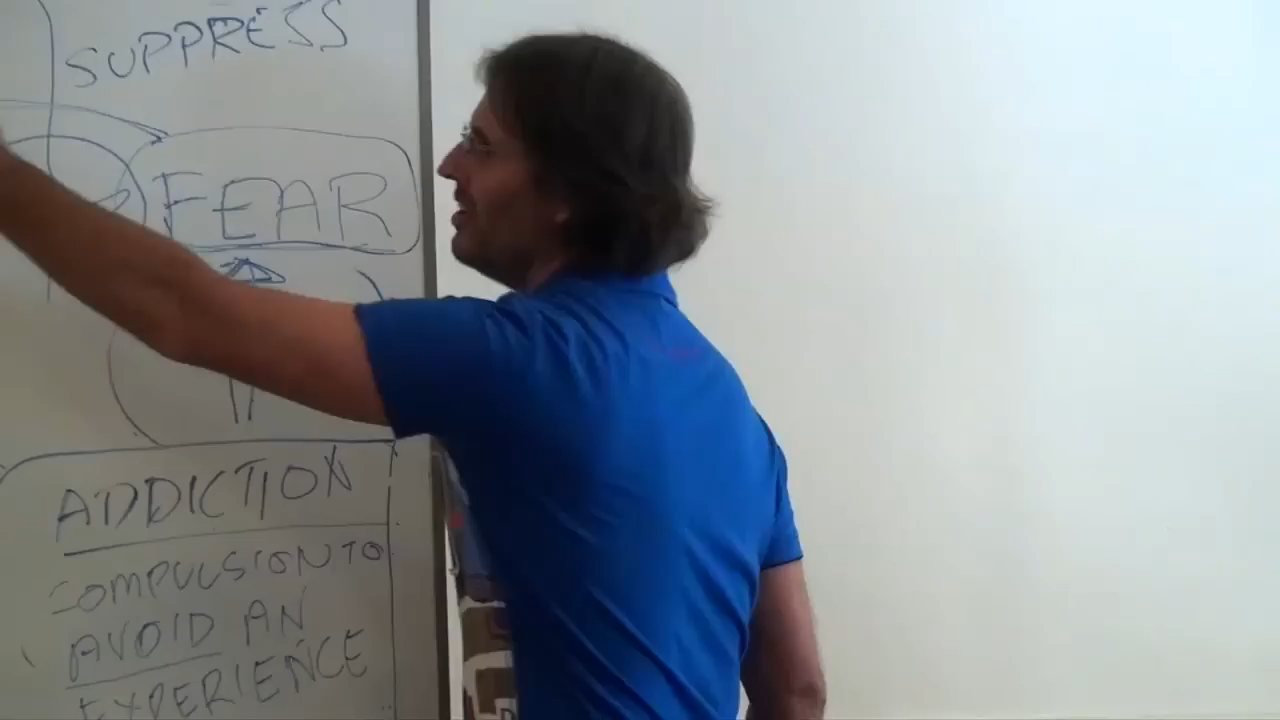 SUPPRESS
FEAR
ADDICTION
COMPULSION TO
AVOID AN
EXPERIENCE